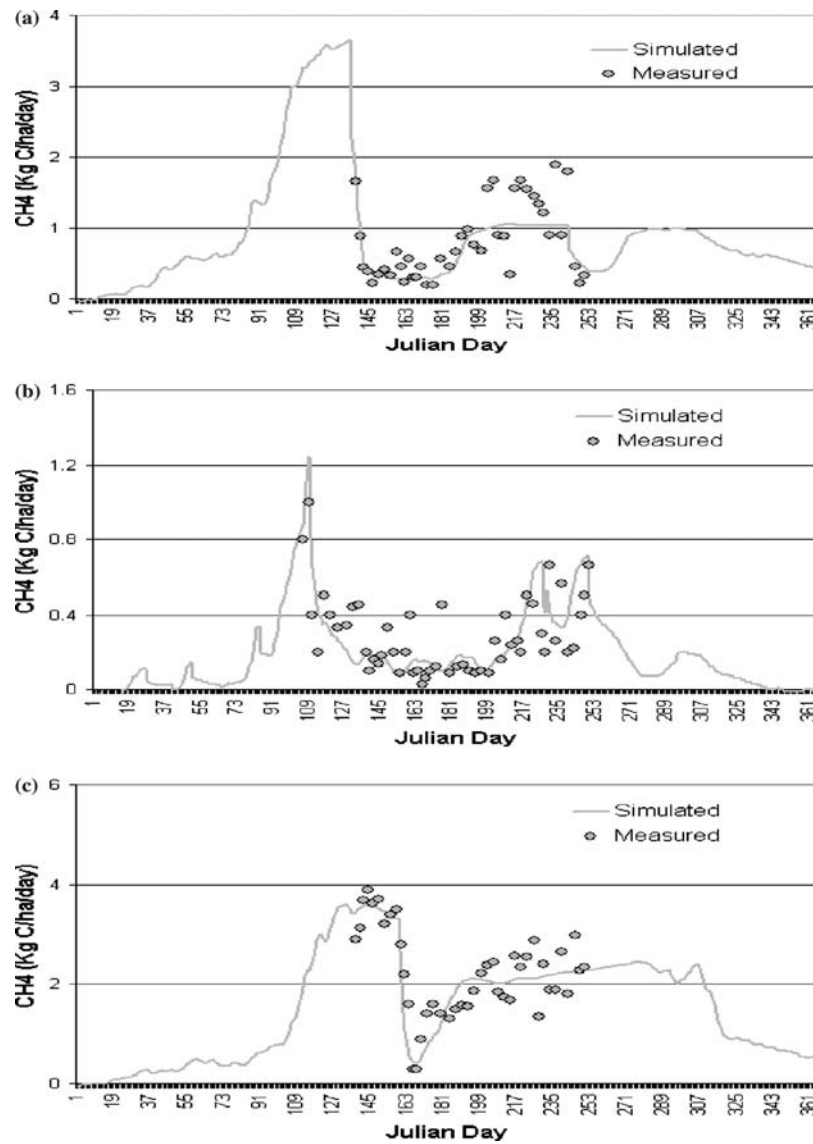 (a)
4
3
2
1
0
CH4 (Kg C/ha/day)
Simulated
Measured
1 19 37 55 73 91 109 127 145 163 181 199 217 235 253 271 289 307 325 343 361
Julian Day
(b)
1.6
1.2
0.8
0.4
0
CH4 (Kg C/ha/day)
Simulated
Measured
1 19 37 55 73 91 109 127 145 163 181 199 217 235 253 271 289 307 325 343 361
Julian Day
(c)
6
4
2
0
CH4 (Kg C/ha/day)
Simulated
Measured
1 19 37 55 73 91 109 127 145 163 181 199 217 235 253 271 289 307 325 343 361
Julian Day